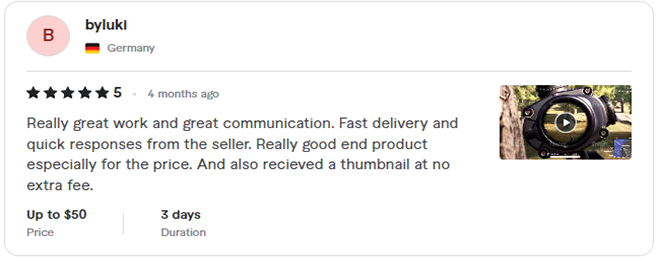 B
byluki
Germany
5
4 months ago
Really great work and great communication. Fast delivery and
quick responses from the seller. Really good end product
especially for the price. And also recieved a thumbnail at no
extra fee.
Up to $50
3 days
Price
Duration